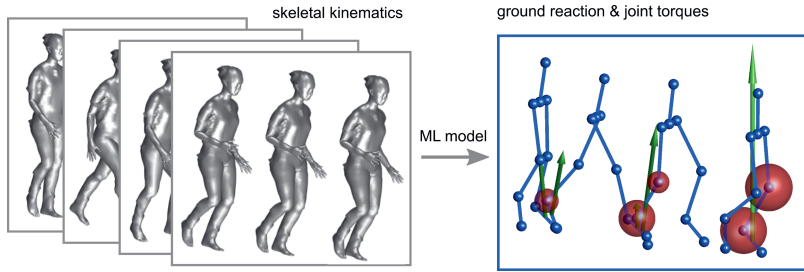 skeletal kinematics
ground reaction & joint torques
ML model